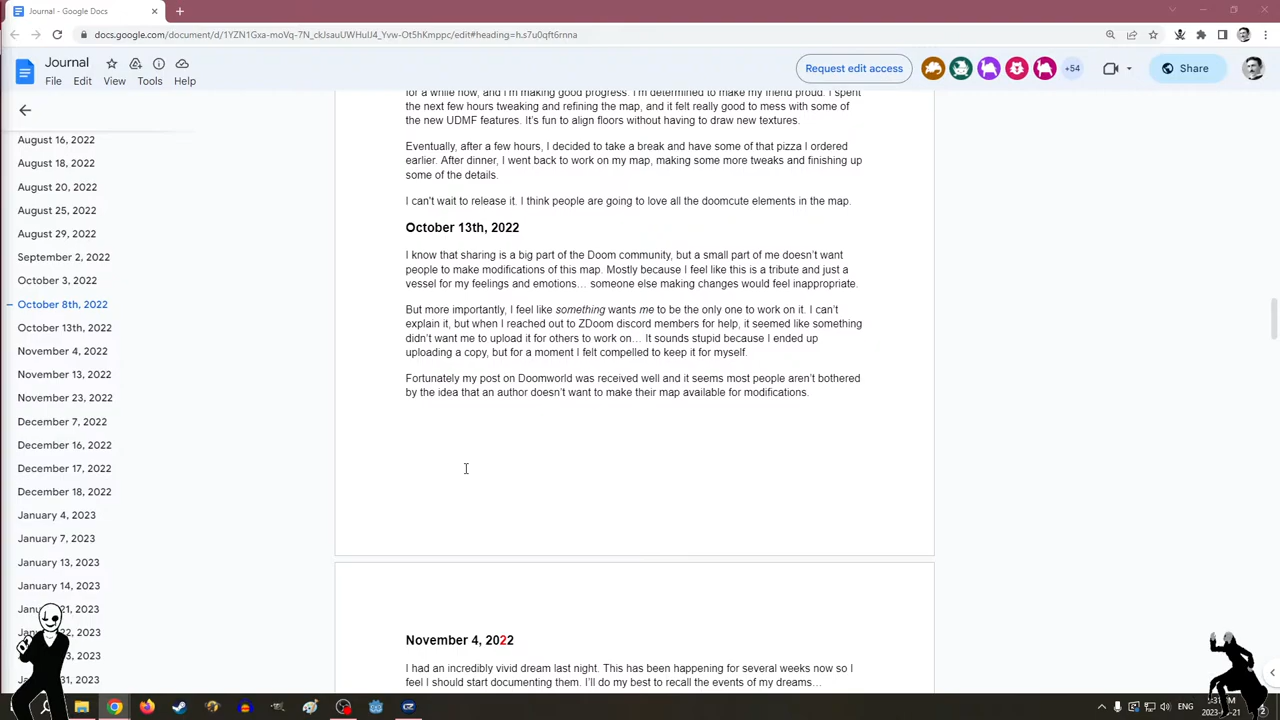 Journal - Google Docs
docs.google.com/document/d/1YZN1Gxa-moVq-7N_ckJsauUWHulJ4_Yvw-Ot5hKmppc/edit#heading=h.s7u0qft6rnna
Journal
File Edit View Tools Help
Request edit access
+54
Share
August 16, 2022
August 18, 2022
August 20, 2022
August 25, 2022
August 29, 2022
September 2, 2022
October 3, 2022
October 8th, 2022
October 13th, 2022
November 4, 2022
November 13, 2022
November 23, 2022
December 7, 2022
December 16, 2022
December 17, 2022
December 18, 2022
January 4, 2023
January 7, 2023
January 13, 2023
January 14, 2023
21, 2023
2023
3, 2023
31, 2023
for a while now, and I'm making good progress. I'm determined to make my friend proud. I spent
the next few hours tweaking and refining the map, and it felt really good to mess with some of
the new UDMF features. It's fun to align floors without having to draw new textures.
Eventually, after a few hours, I decided to take a break and have some of that pizza I ordered
earlier. After dinner, I went back to work on my map, making some more tweaks and finishing up
some of the details.
I can't wait to release it. I think people are going to love all the doomcute elements in the map.
October 13th, 2022
I know that sharing is a big part of the Doom community, but a small part of me doesn't want
people to make modifications of this map. Mostly because I feel like this is a tribute and just a
vessel for my feelings and emotions… someone else making changes would feel inappropriate.
But more importantly, I feel like something wants me to be the only one to work on it. I can't
explain it, but when I reached out to ZDoom discord members for help, it seemed like something
didn't want me to upload it for others to work on… It sounds stupid because I ended up
uploading a copy, but for a moment I felt compelled to keep it for myself.
Fortunately my post on Doomworld was received well and it seems most people aren't bothered
by the idea that an author doesn't want to make their map available for modifications.
November 4, 2022
I had an incredibly vivid dream last night. This has been happening for several weeks now so I
feel I should start documenting them. I'll do my best to recall the events of my dreams…
ENG